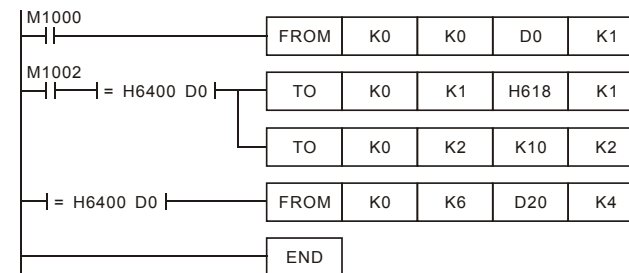 M1000
FROM K0 K0 D0 K1
M1002
= H6400 D0 TO K0 K1 H618 K1
TO K0 K2 K10 K2
= H6400 D0 FROM K0 K6 D20 K4
END